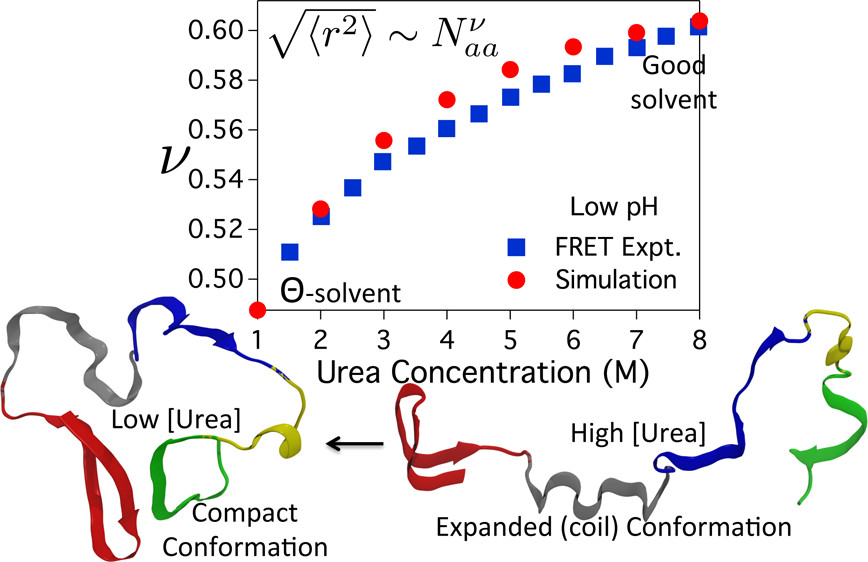 0.60
0.58
0.56
0.54
0.52
0.50
ν
√⟨r²⟩ ∼ N_{aa}^{ν}
Good
solvent
Low pH
FRET Expt.
Simulation
Θ-solvent
1 2 3 4 5 6 7 8
Urea Concentration (M)
Low [Urea]
High [Urea]
Compact
Conformation
Expanded (coil) Conformation